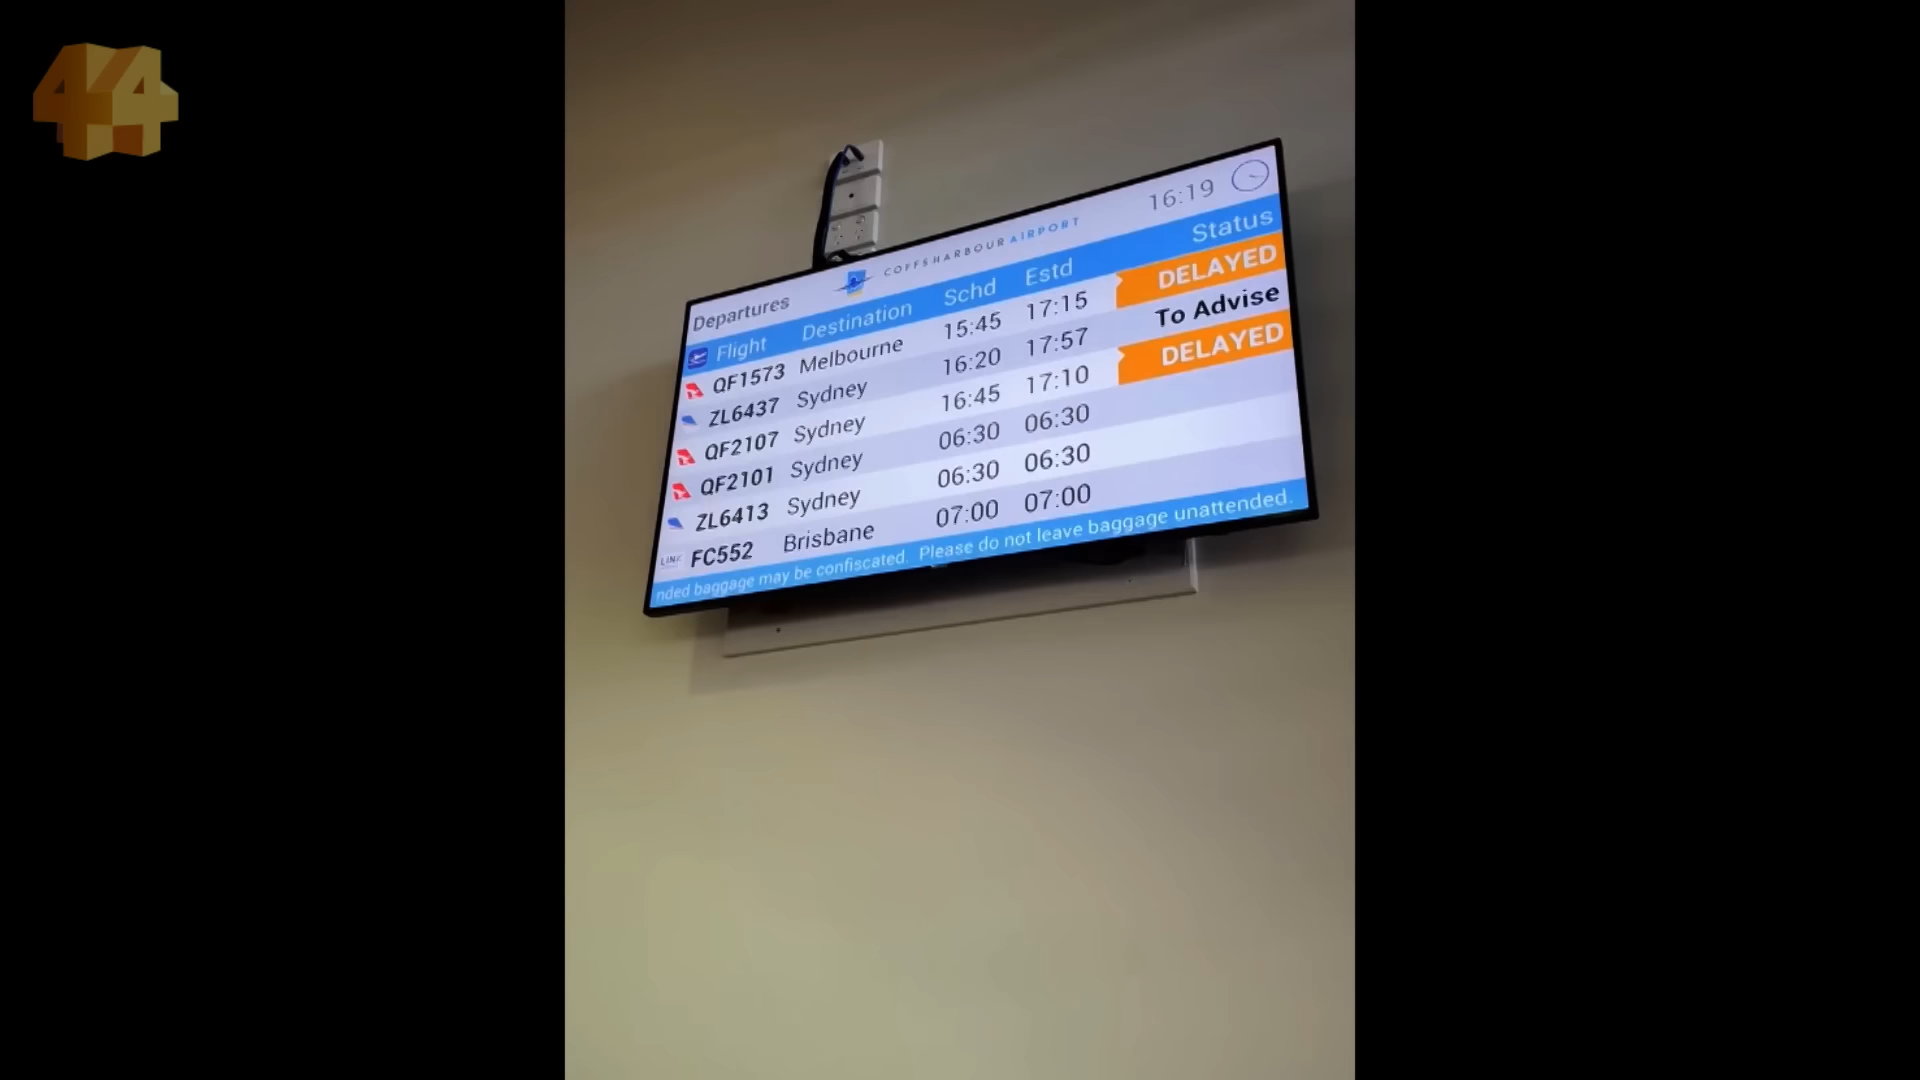 44
Departures COFFS HARBOUR AIRPORT 16:19
Flight Destination Schd Estd Status
QF1573 Melbourne 15:45 17:15 DELAYED
ZL6437 Sydney 16:20 17:57 To Advise
QF2107 Sydney 16:45 17:10 DELAYED
QF2101 Sydney 06:30 06:30
ZL6413 Sydney 06:30 06:30
LINK FC552 Brisbane 07:00 07:00
nded baggage may be confiscated. Please do not leave baggage unattended.